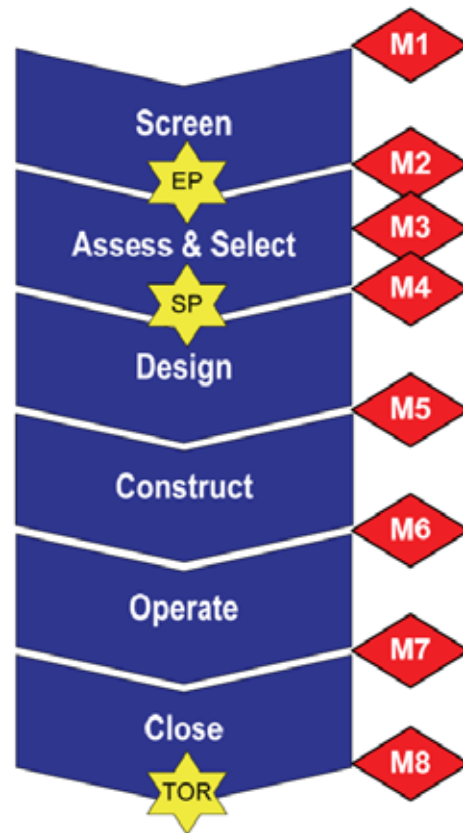 M1
Screen
M2
EP
M3
Assess & Select
M4
SP
Design
M5
Construct
M6
Operate
M7
Close
M8
TOR